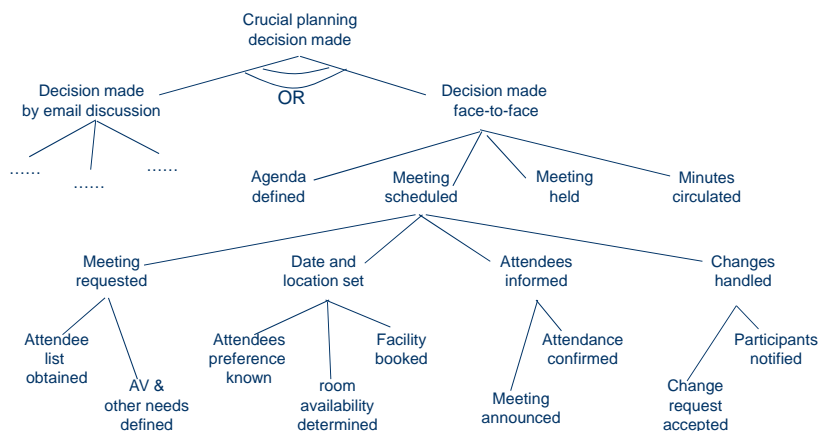 Crucial planning
decision made
Decision made
by email discussion
OR
Decision made
face-to-face
......
......
......
Agenda
defined
Meeting
scheduled
Meeting
held
Minutes
circulated
Meeting
requested
Date and
location set
Attendees
informed
Changes
handled
Attendee
list
obtained
AV &
other needs
defined
Attendees
preference
known
room
availability
determined
Facility
booked
Meeting
announced
Attendance
confirmed
Change
request
accepted
Participants
notified